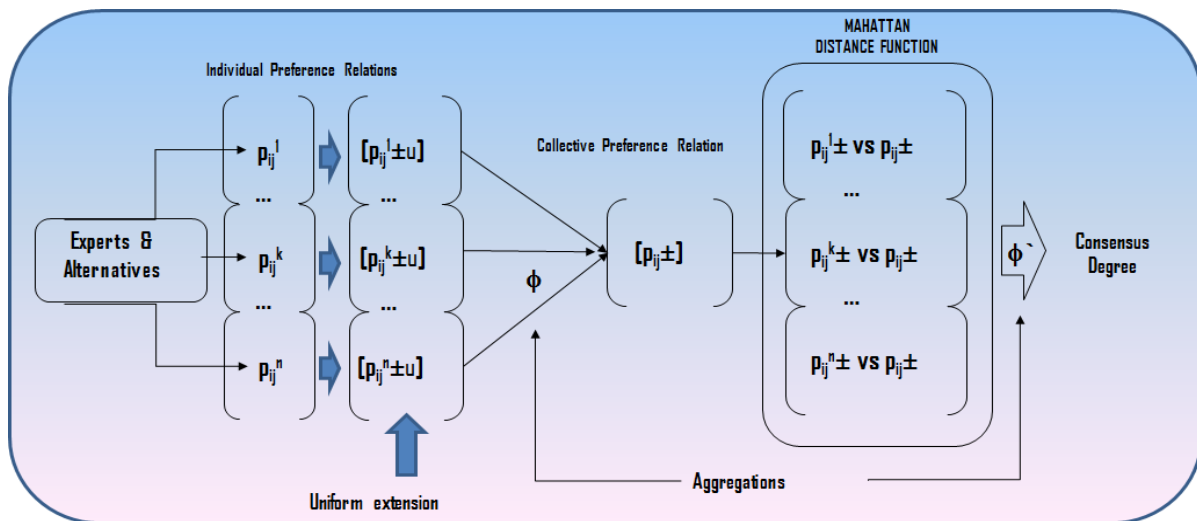 MAHATTAN
DISTANCE FUNCTION
Individual Preference Relations
Collective Preference Relation
Experts &
Alternatives
p_ij^1
...
p_ij^k
...
p_ij^n
[p_ij^1±u]
...
[p_ij^k±u]
...
[p_ij^n±u]
ϕ
[p_ij±]
p_ij^1± vs p_ij±
...
p_ij^k± vs p_ij±
...
p_ij^n± vs p_ij±
ϕ`
Consensus
Degree
Aggregations
Uniform extension